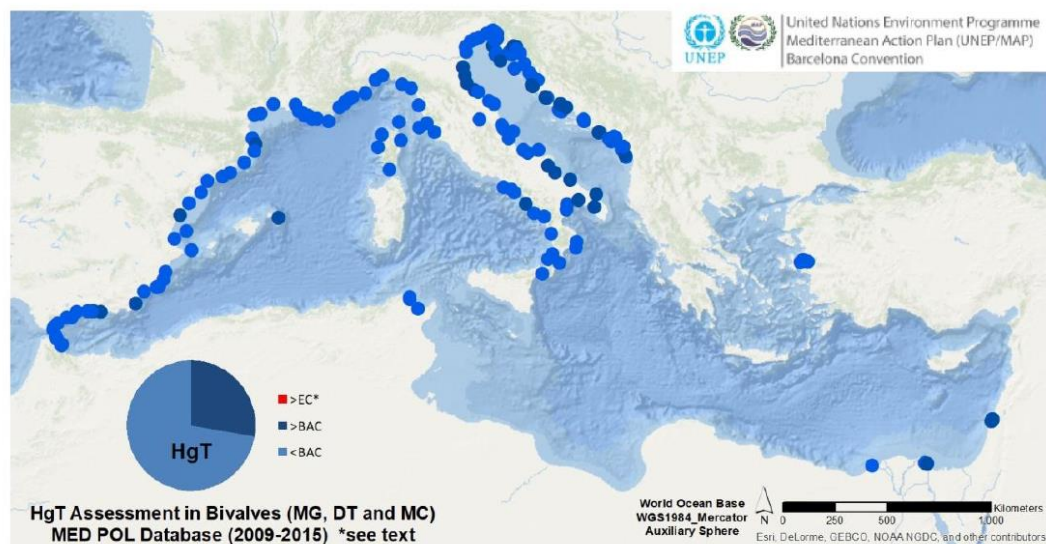 UNEP
United Nations Environment Programme
Mediterranean Action Plan (UNEP/MAP)
Barcelona Convention
>EC*
>BAC
<BAC
HgT
HgT Assessment in Bivalves (MG, DT and MC)
MED POL Database (2009-2015) *see text
World Ocean Base
WGS1984_Mercator
Auxiliary Sphere
N
Kilometers
0 250 500 1,000
Esri, DeLorme, GEBCO, NOAA NGDC, and other contributors